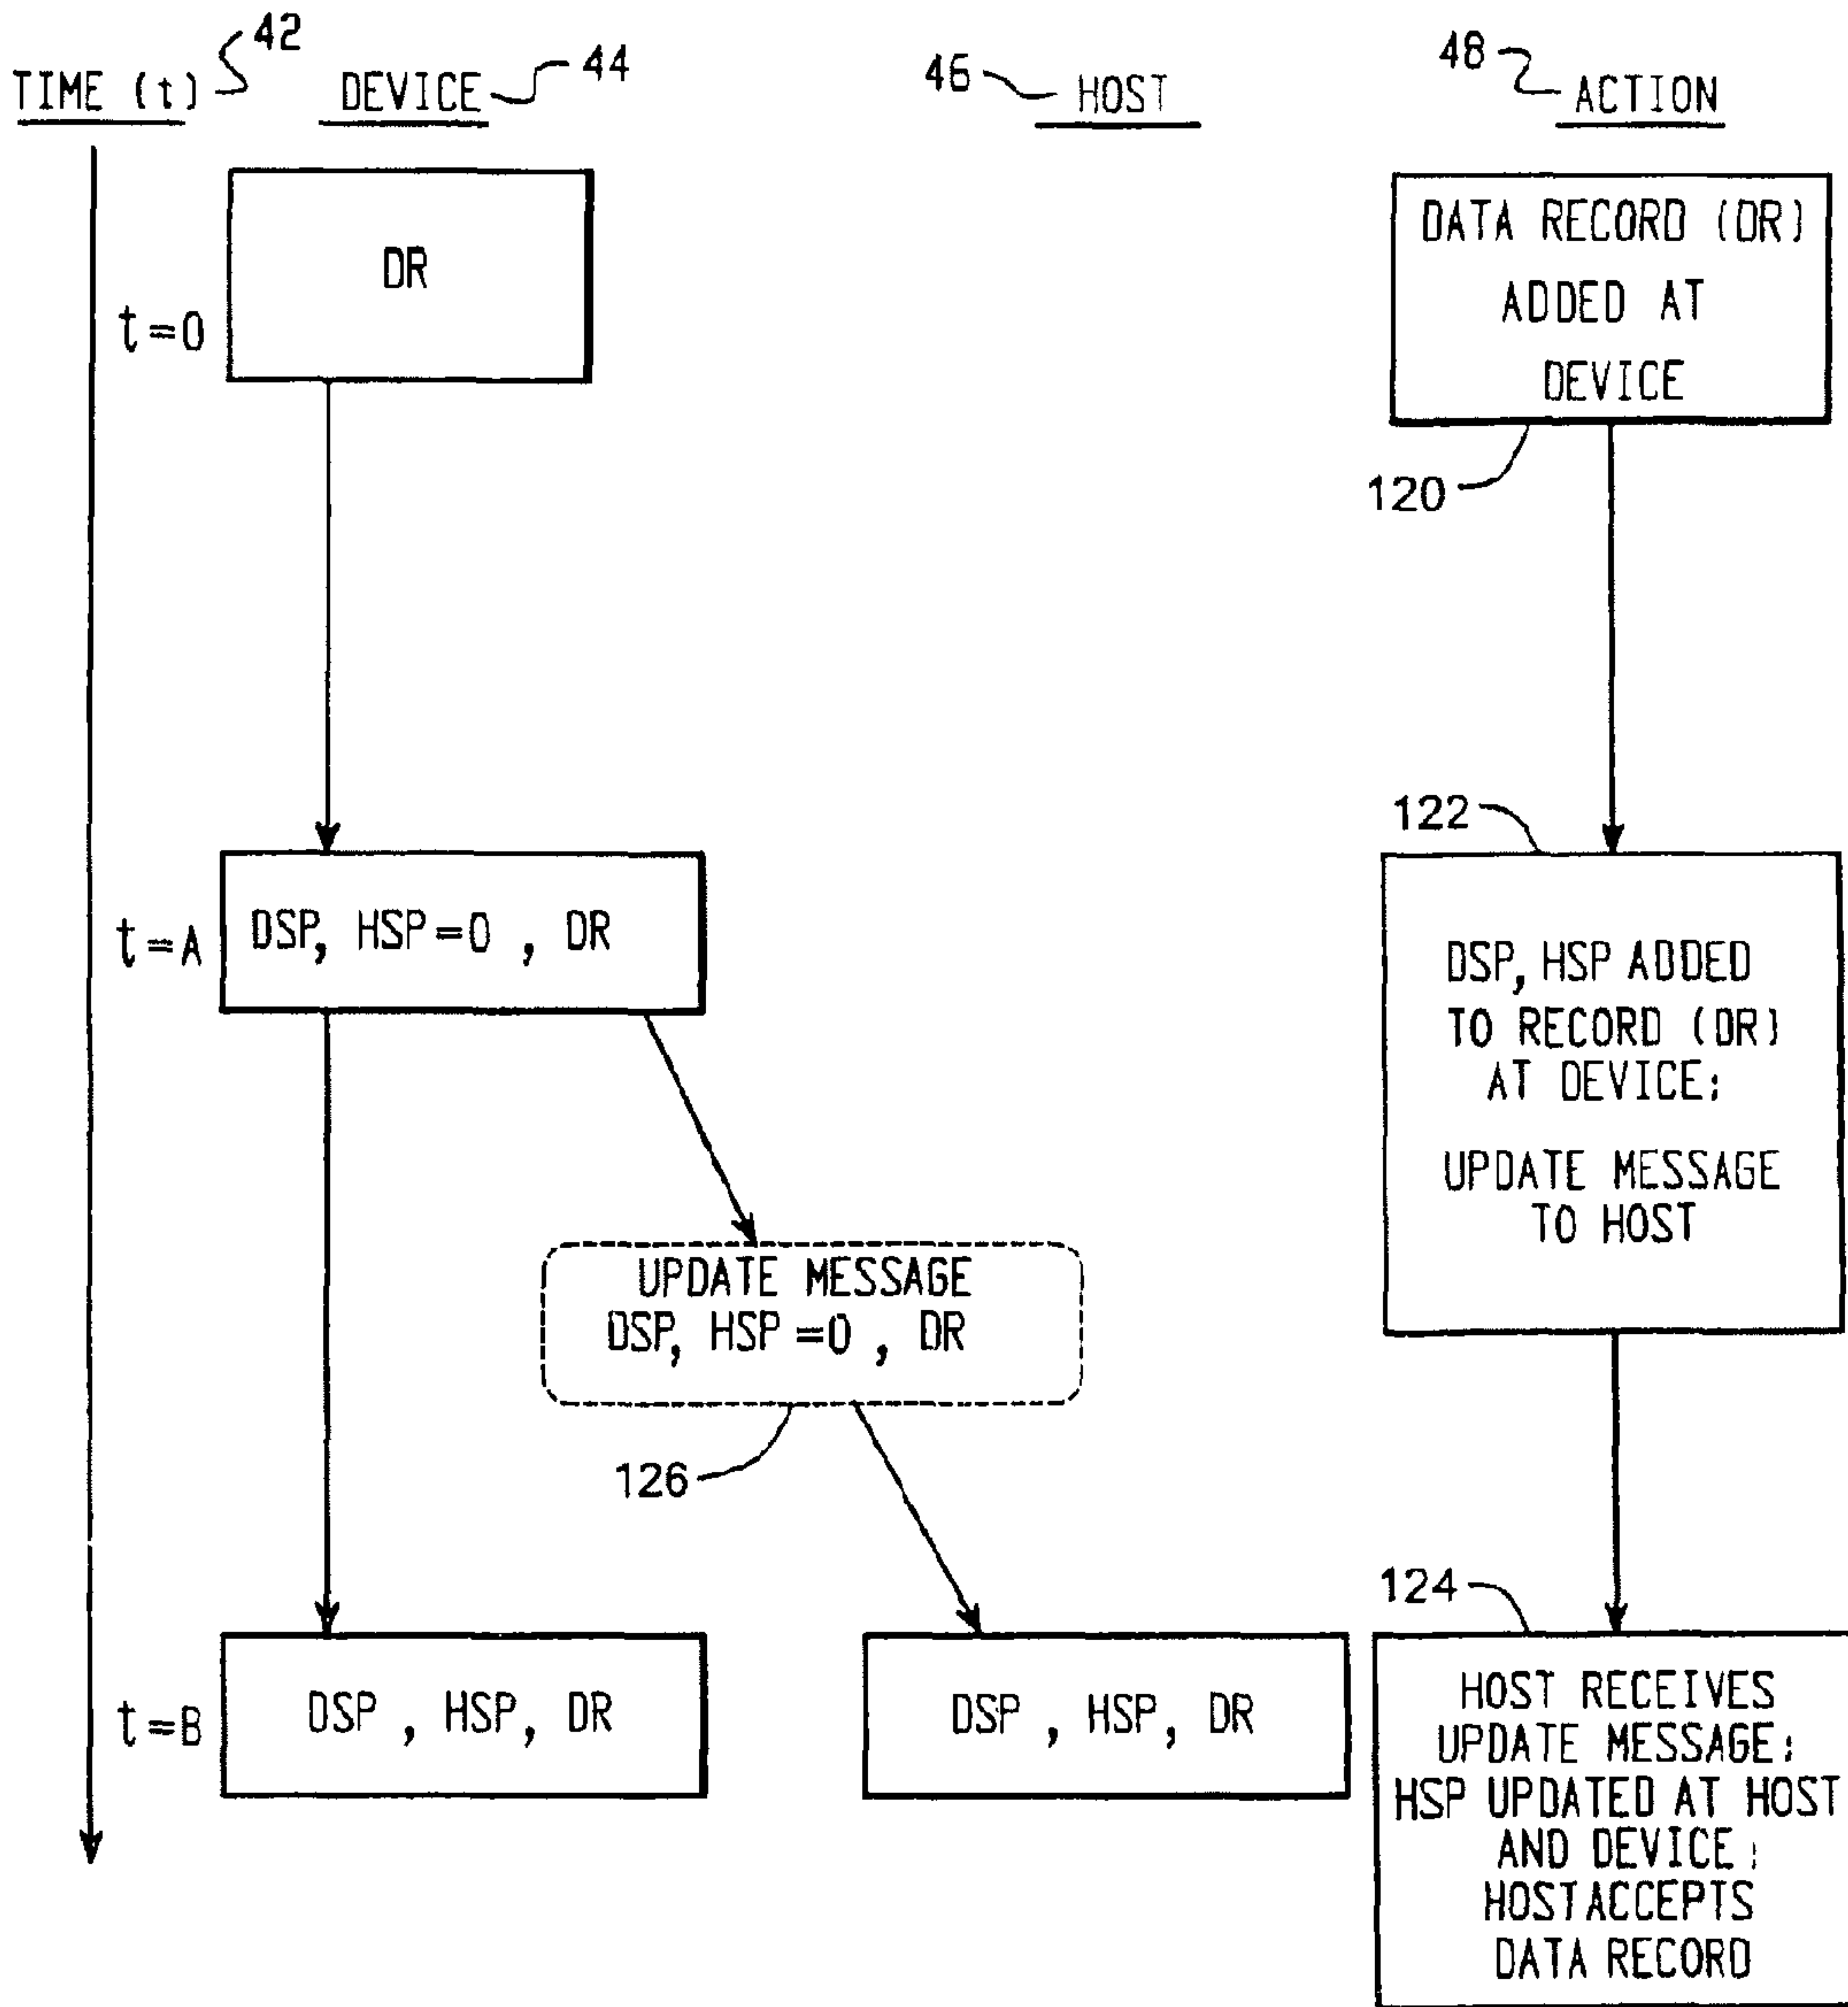 TIME (t) 42
DEVICE 44
46 HOST
48 ACTION
t=0
DR
DATA RECORD (DR)
ADDED AT
DEVICE
120
122
t=A
DSP, HSP=0 , DR
DSP, HSP ADDED
TO RECORD (DR)
AT DEVICE;
UPDATE MESSAGE
TO HOST
UPDATE MESSAGE
DSP, HSP=0 , DR
126
124
t=B
DSP , HSP, DR
DSP , HSP, DR
HOST RECEIVES
UPDATE MESSAGE;
HSP UPDATED AT HOST
AND DEVICE;
HOST ACCEPTS
DATA RECORD